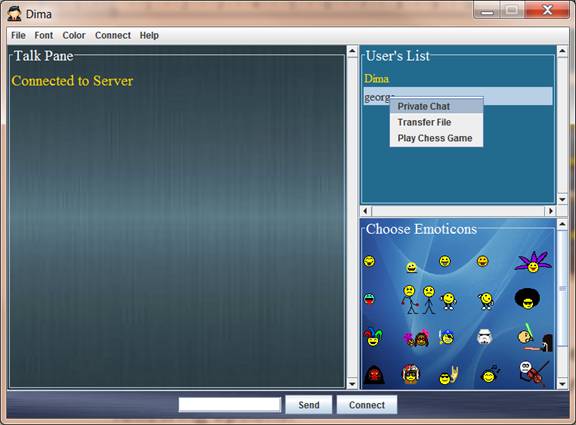 Dima
File Font Color Connect Help
Talk Pane
Connected to Server
User's List
Dima
george
Private Chat
Transfer File
Play Chess Game
Choose Emoticons
Send Connect